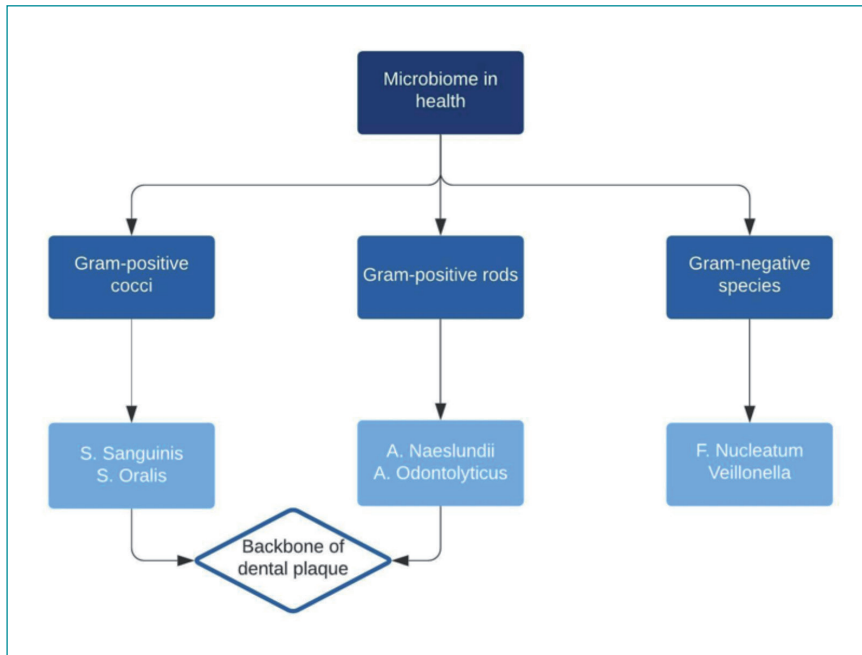 Microbiome in
health
Gram-positive
cocci
Gram-positive rods
Gram-negative
species
S. Sanguinis
S. Oralis
A. Naeslundii
A. Odontolyticus
F. Nucleatum
Veillonella
Backbone of
dental plaque